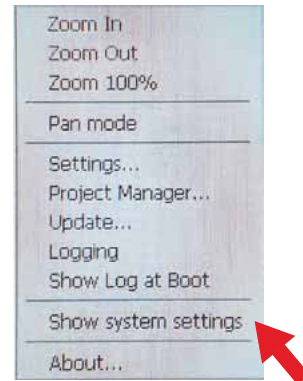 Zoom In
Zoom Out
Zoom 100%
Pan mode
Settings...
Project Manager...
Update...
Logging
Show Log at Boot
Show system settings
About...